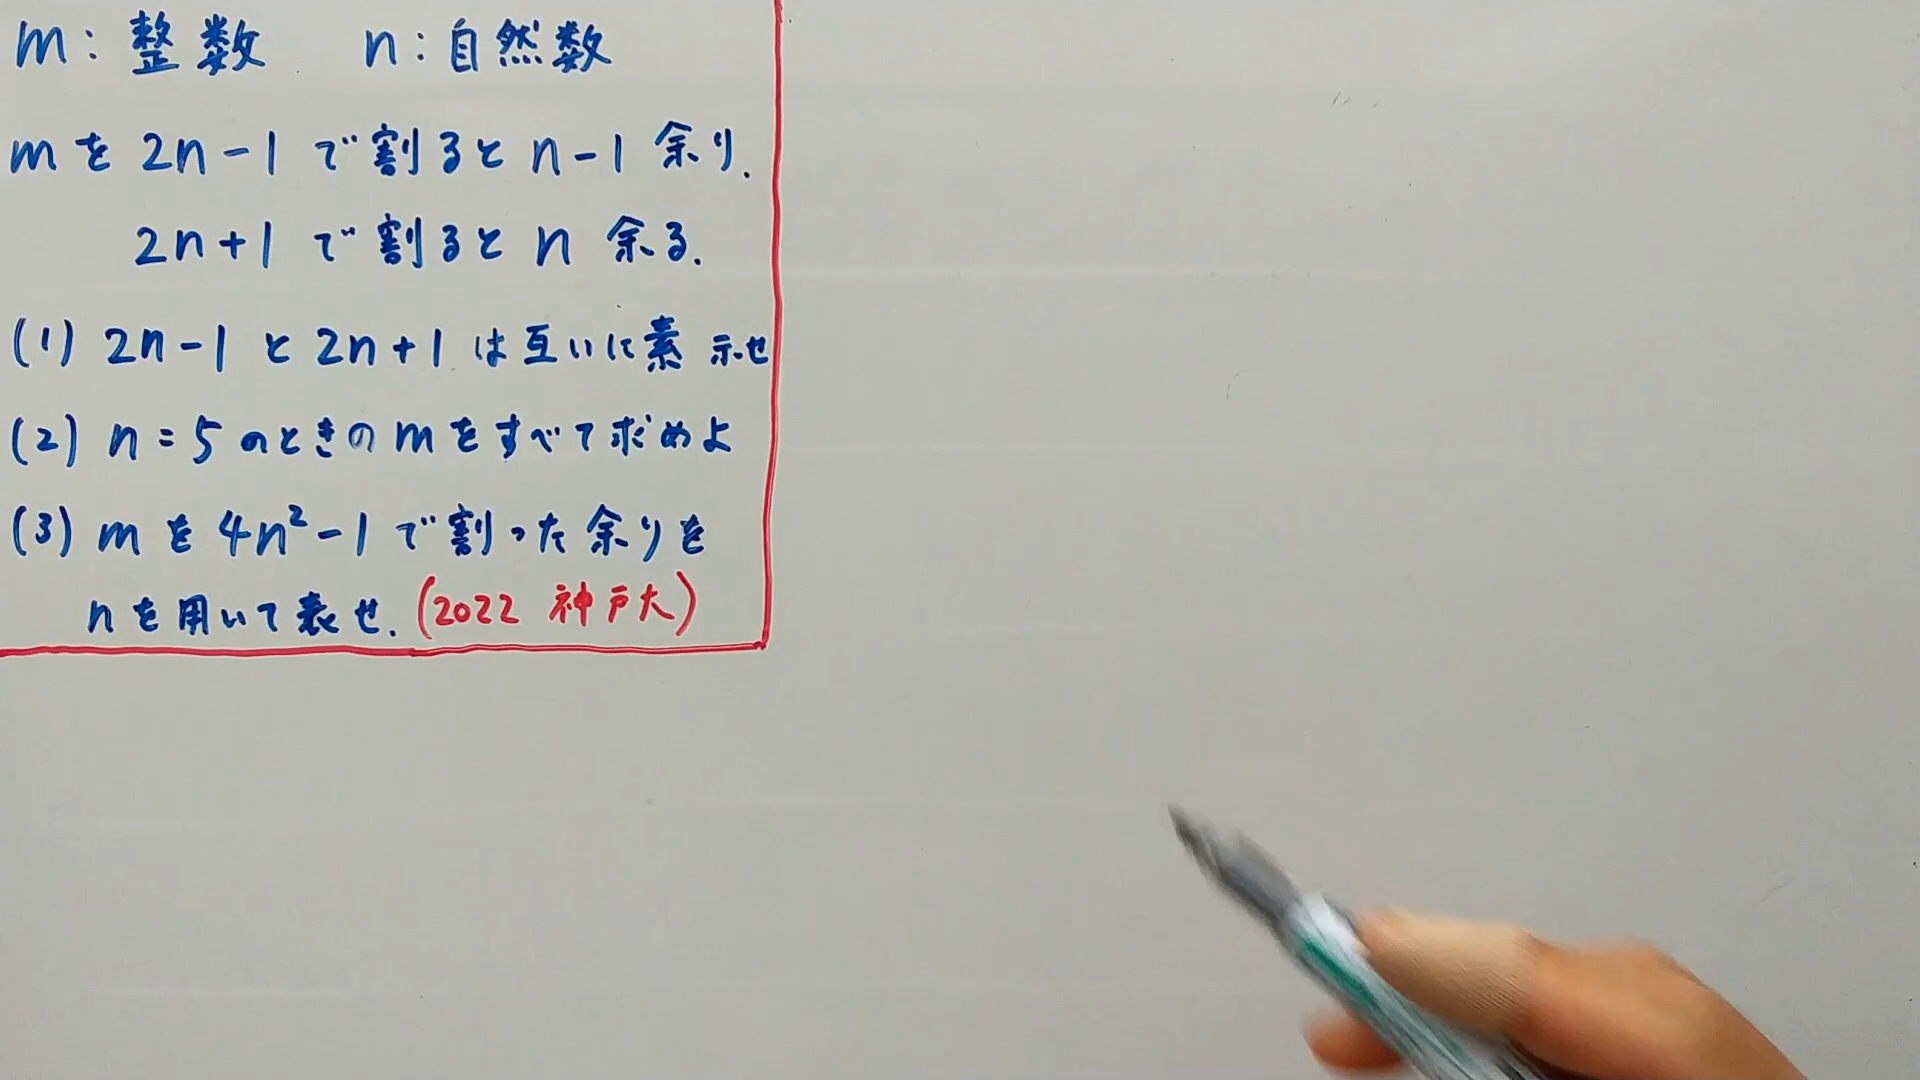 m:整数 n:自然数
mを2n-1で割るとn-1余り.
2n+1で割るとn余る.
(1) 2n-1と2n+1は互いに素 示せ
(2) n=5のときのmをすべて求めよ
(3) mを4n²-1で割った余りを
nを用いて表せ. (2022 神戸大)